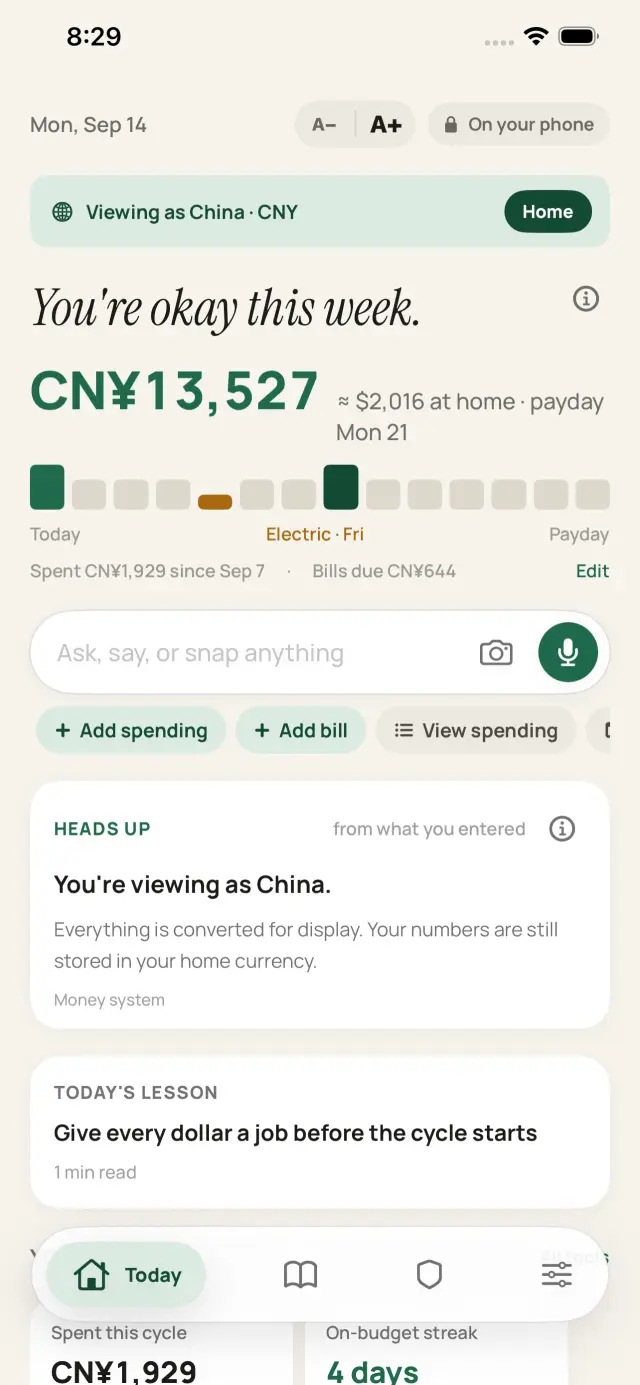 8:29
Mon, Sep 14
A− A+
On your phone
Viewing as China · CNY
Home
You're okay this week.
CN¥13,527 ≈ $2,016 at home · payday
Mon 21
Today Electric · Fri Payday
Spent CN¥1,929 since Sep 7 · Bills due CN¥644 Edit
Ask, say, or snap anything
+ Add spending + Add bill View spending
HEADS UP from what you entered
You're viewing as China.
Everything is converted for display. Your numbers are still
stored in your home currency.
Money system
TODAY'S LESSON
Give every dollar a job before the cycle starts
1 min read
Today
Spent this cycle On-budget streak
CN¥1,929 4 days